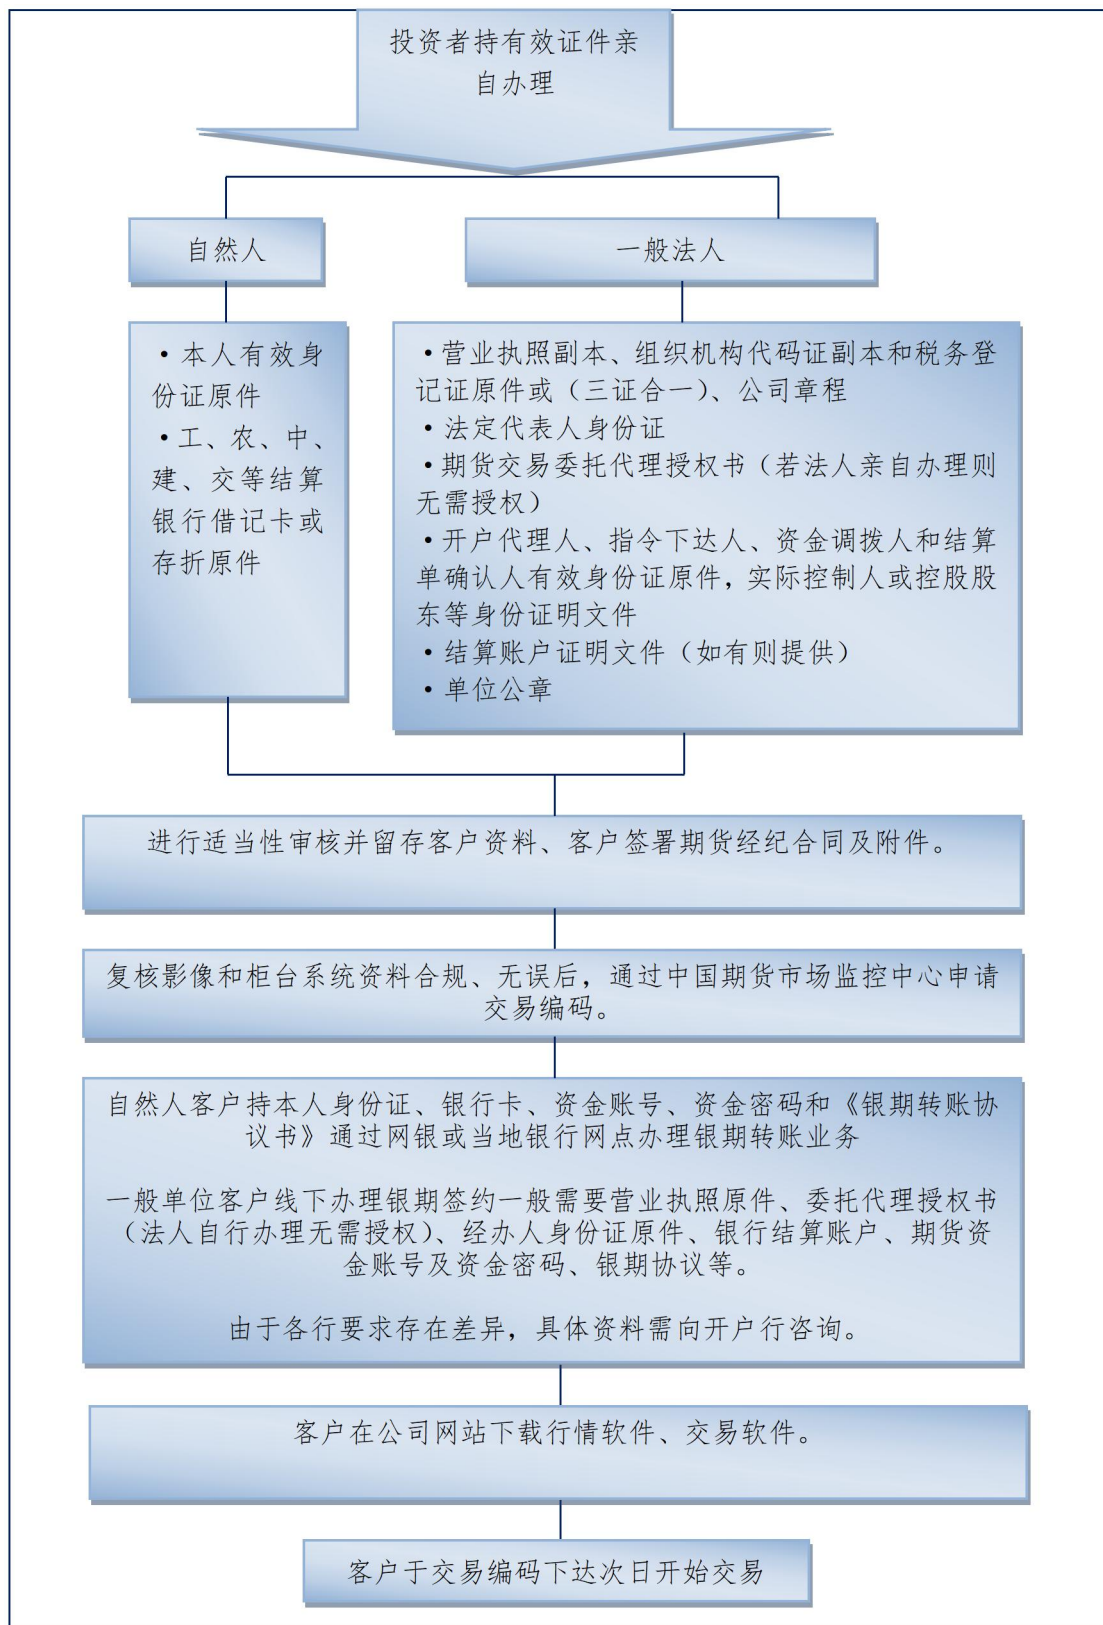 投资者持有效证件亲
自办理
自然人
一般法人
•本人有效身
份证原件
•工、农、中、
建、交等结算
银行借记卡或
存折原件
•营业执照副本、组织机构代码证副本和税务登
记证原件或（三证合一）、公司章程
•法定代表人身份证
•期货交易委托代理授权书（若法人亲自办理则
无需授权）
•开户代理人、指令下达人、资金调拨人和结算
单确认人有效身份证原件，实际控制人或控股股
东等身份证明文件
•结算账户证明文件（如有则提供）
•单位公章
进行适当性审核并留存客户资料、客户签署期货经纪合同及附件。
复核影像和柜台系统资料合规、无误后，通过中国期货市场监控中心申请
交易编码。
自然人客户持本人身份证、银行卡、资金账号、资金密码和《银期转账协
议书》通过网银或当地银行网点办理银期转账业务
一般单位客户线下办理银期签约一般需要营业执照原件、委托代理授权书
（法人自行办理无需授权）、经办人身份证原件、银行结算账户、期货资
金账号及资金密码、银期协议等。
由于各行要求存在差异，具体资料需向开户行咨询。
客户在公司网站下载行情软件、交易软件。
客户于交易编码下达次日开始交易